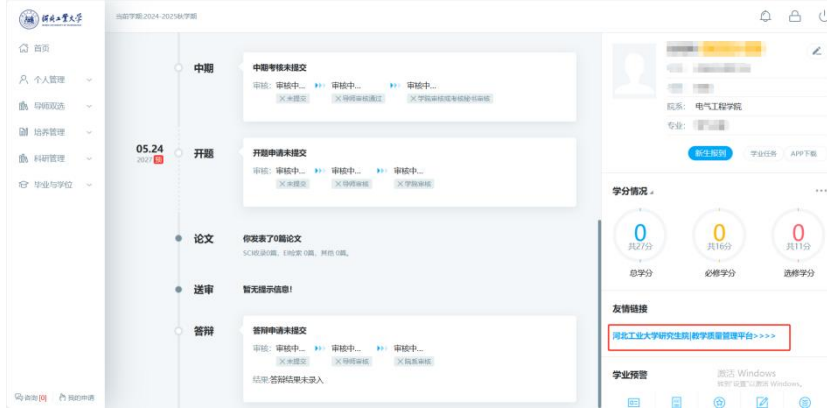 河北工业大学
当前学期:2024-2025秋学期
首页
个人管理
导师双选
培养管理
科研管理
毕业与学位
咨询[0] 我的申请
中期
中期考核未提交
审核: 审核中... 审核中... 审核中...
×未提交 ×导师审核通过 ×学院审核或考核秘书审核
05.24
2027 预
开题
开题申请未提交
审核: 审核中... 审核中... 审核中...
×未提交 ×导师审核 ×学院审核
论文
你发表了0篇论文
SCI收录0篇, EI检索 0篇, 其他 0篇。
送审
暂无提示信息!
答辩
答辩申请未提交
审核: 审核中... 审核中... 审核中...
×未提交 ×导师审核 ×院系审核
结果:答辩结果未录入
院系: 电气工程学院
专业:
新生报到 学业任务 APP下载
学分情况
0 0 0
共27分 共16分 共11分
总学分 必修学分 选修学分
友情链接
河北工业大学研究生院|教学质量管理平台>>>>
学业预警
激活 Windows
转到"设置"以激活 Windows。